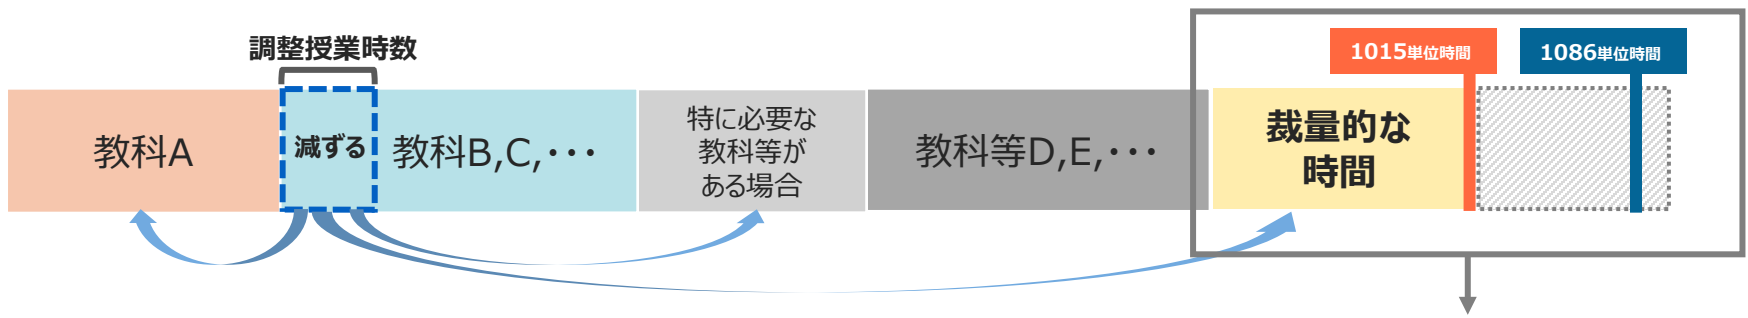 調整授業時数
1015単位時間
1086単位時間
教科A
減ずる
教科B,C,・・・
特に必要な
教科等が
ある場合
教科等D,E,・・・
裁量的な
時間